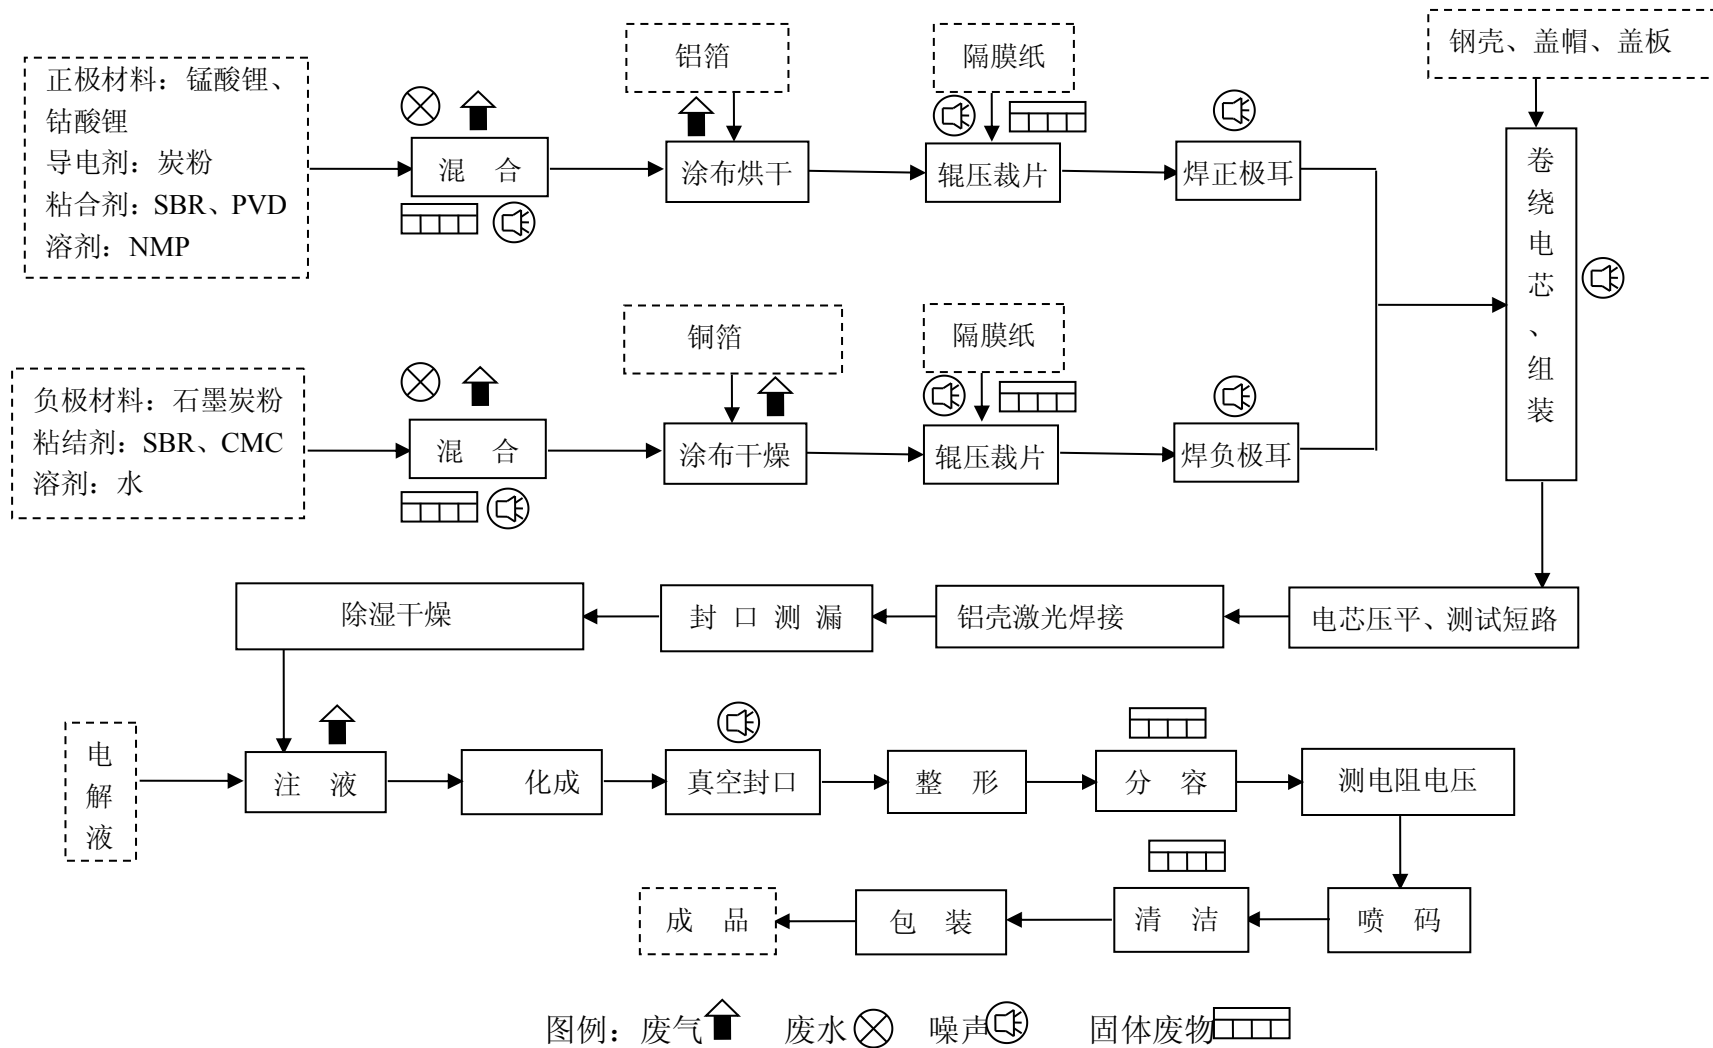 铝箔
隔膜纸
钢壳、盖帽、盖板
正极材料：锰酸锂、
钴酸锂
导电剂：炭粉
粘合剂：SBR、PVD
溶剂：NMP
混 合
涂布烘干
辊压裁片
焊正极耳
卷绕电芯、组装
铜箔
隔膜纸
负极材料：石墨炭粉
粘结剂：SBR、CMC
溶剂：水
混 合
涂布干燥
辊压裁片
焊负极耳
电芯压平、测试短路
铝壳激光焊接
封 口 测 漏
除湿干燥
电解液
注 液
化成
真空封口
整 形
分 容
测电阻电压
喷 码
清 洁
包 装
成 品
图例：废气 废水 噪声 固体废物